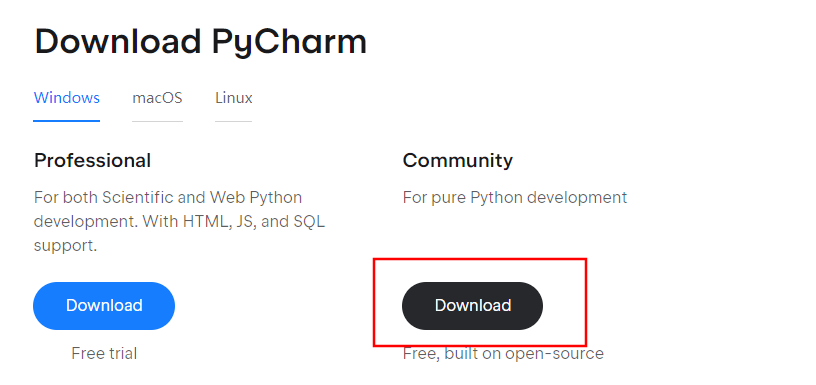 Download PyCharm
Windows macOS Linux
Professional
For both Scientific and Web Python
development. With HTML, JS, and SQL
support.
Download
Free trial
Community
For pure Python development
Download
Free, built on open-source